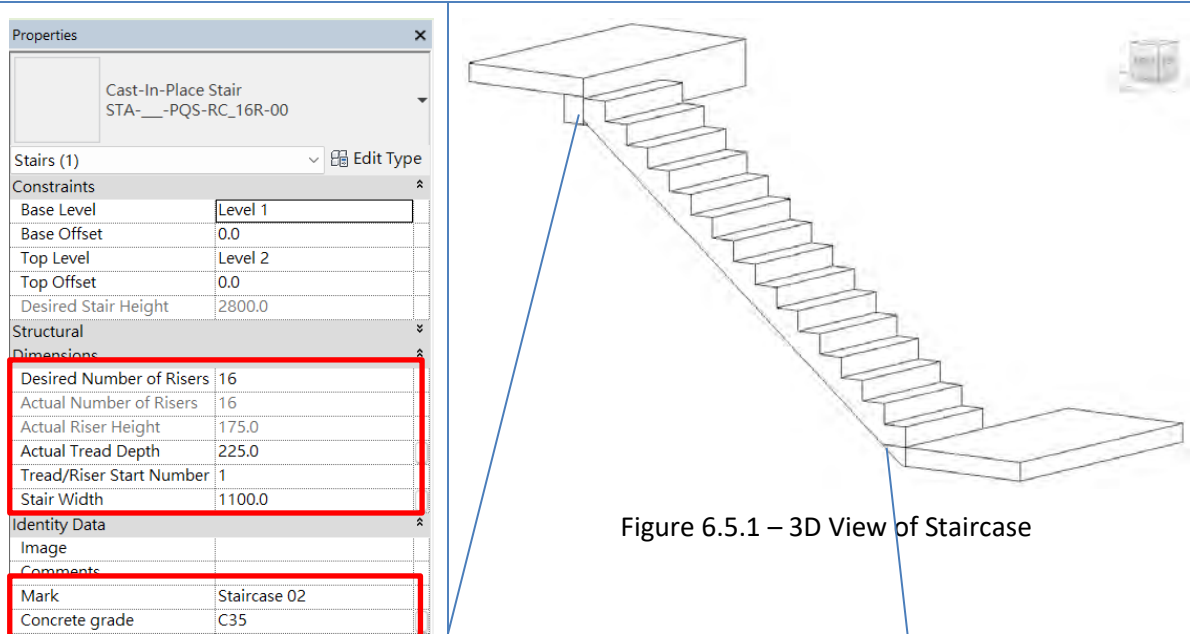 Properties
Cast-In-Place Stair
STA-___-PQS-RC_16R-00
Stairs (1)
Edit Type
Constraints
Base Level Level 1
Base Offset 0.0
Top Level Level 2
Top Offset 0.0
Desired Stair Height 2800.0
Structural
Dimensions
Desired Number of Risers 16
Actual Number of Risers 16
Actual Riser Height 175.0
Actual Tread Depth 225.0
Tread/Riser Start Number 1
Stair Width 1100.0
Identity Data
Image
Comments
Mark Staircase 02
Concrete grade C35
Figure 6.5.1 – 3D View of Staircase